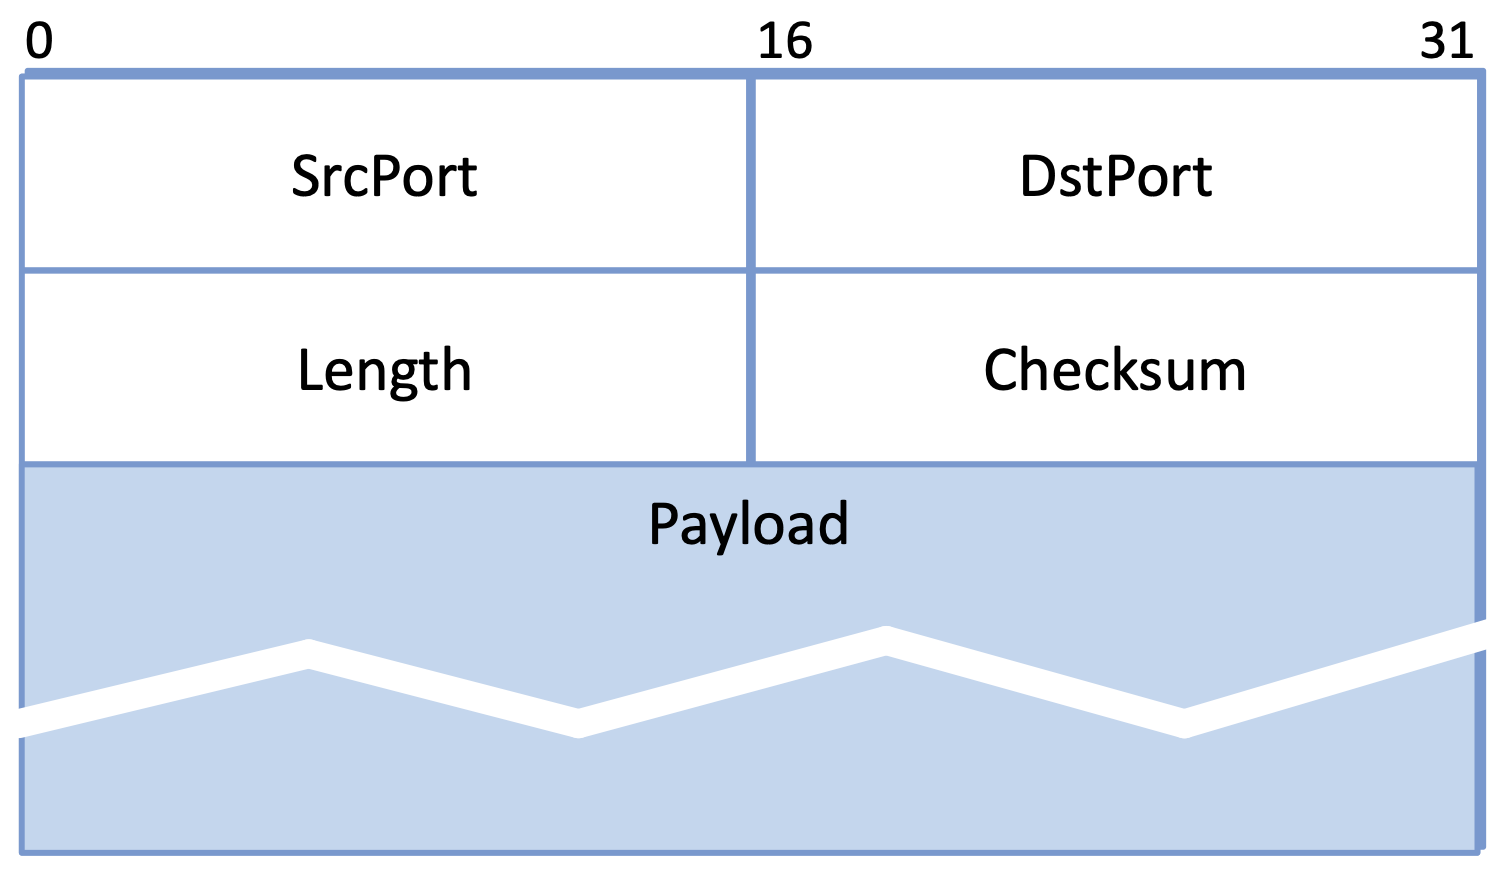 0 16 31
SrcPort DstPort
Length Checksum
Payload